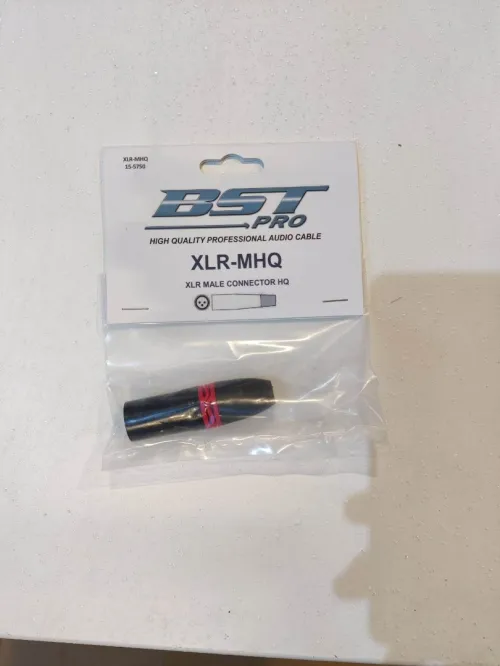 XLR-MHQ
15-5750
BST
PRO
HIGH QUALITY PROFESSIONAL AUDIO CABLE
XLR-MHQ
XLR MALE CONNECTOR HQ